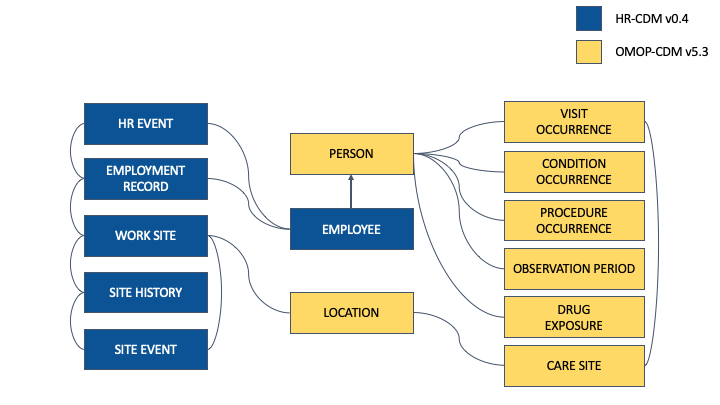 HR-CDM v0.4
OMOP-CDM v5.3
HR EVENT
EMPLOYMENT
RECORD
WORK SITE
SITE HISTORY
SITE EVENT
PERSON
EMPLOYEE
LOCATION
VISIT
OCCURRENCE
CONDITION
OCCURRENCE
PROCEDURE
OCCURRENCE
OBSERVATION PERIOD
DRUG
EXPOSURE
CARE SITE